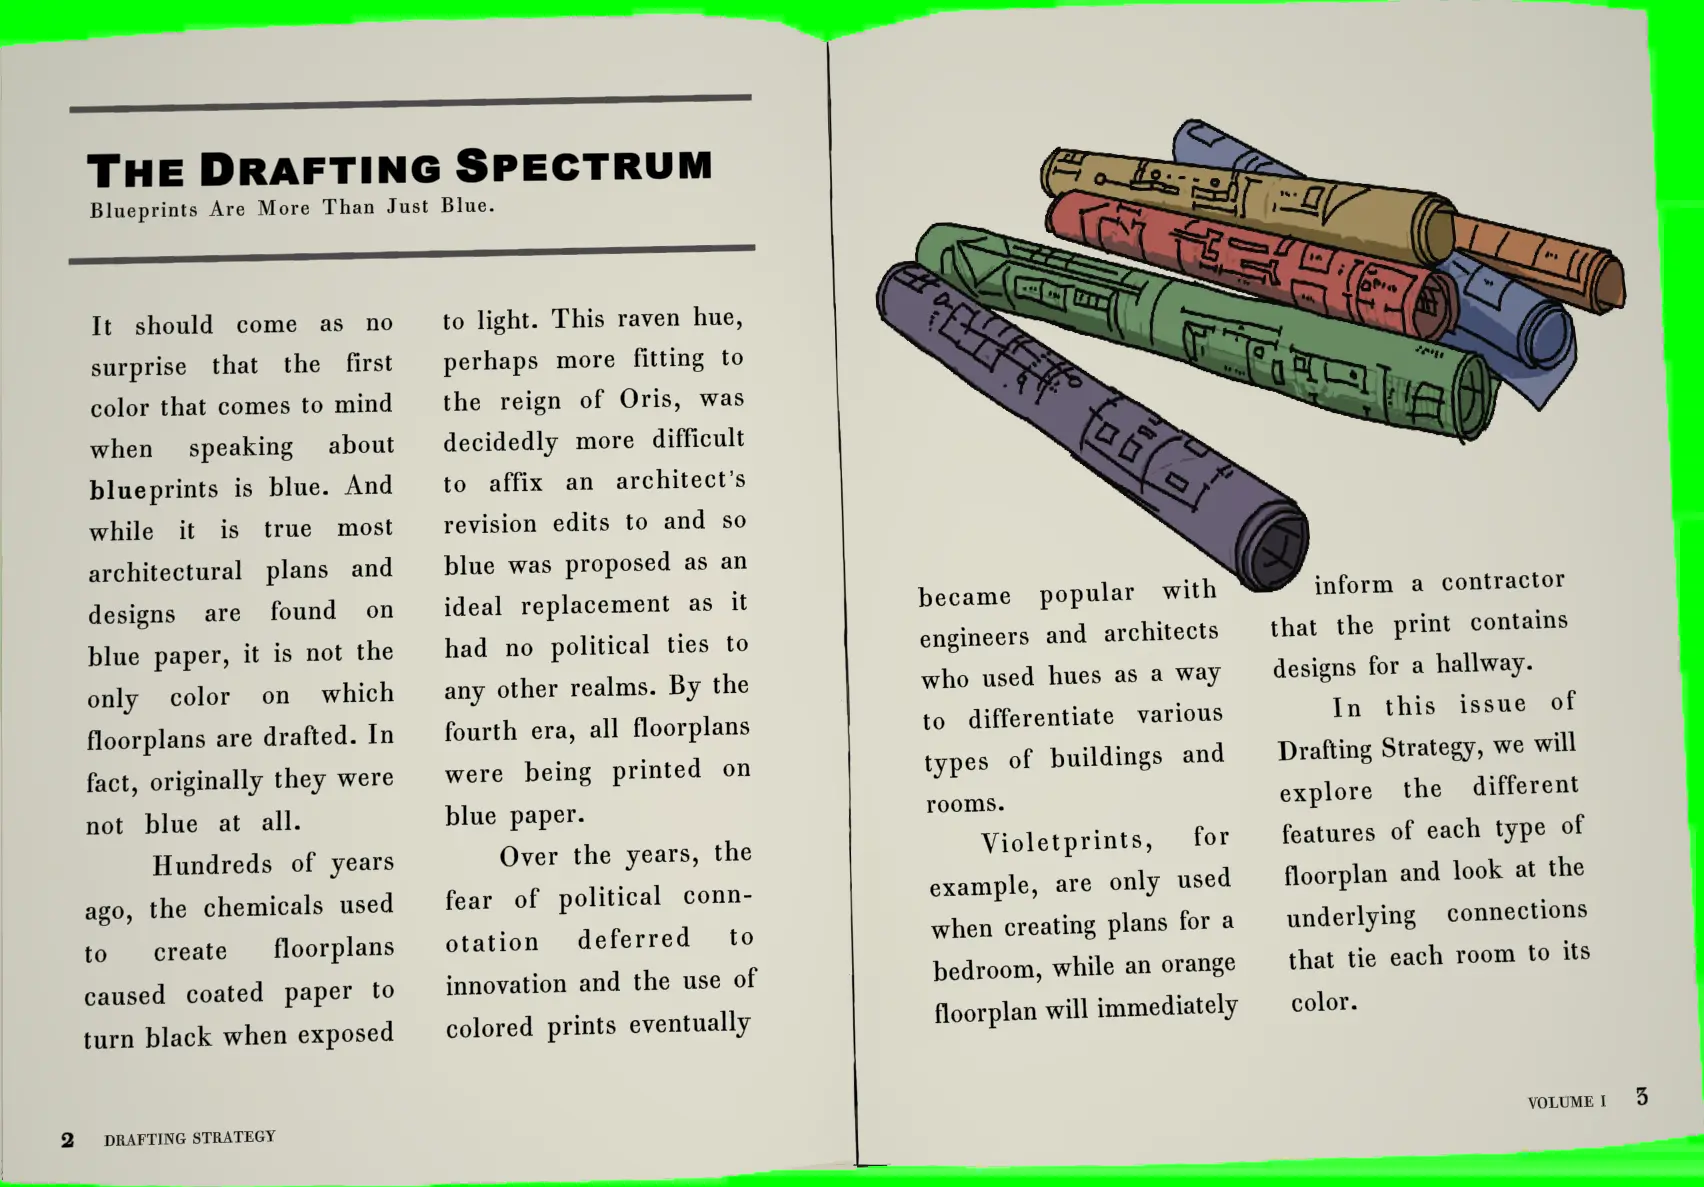 The Drafting Spectrum
Blueprints Are More Than Just Blue.
It should come as no
surprise that the first
color that comes to mind
when speaking about
blueprints is blue. And
while it is true most
architectural plans and
designs are found on
blue paper, it is not the
only color on which
floorplans are drafted. In
fact, originally they were
not blue at all.
Hundreds of years
ago, the chemicals used
to create floorplans
caused coated paper to
turn black when exposed
to light. This raven hue,
perhaps more fitting to
the reign of Oris, was
decidedly more difficult
to affix an architect's
revision edits to and so
blue was proposed as an
ideal replacement as it
had no political ties to
any other realms. By the
fourth era, all floorplans
were being printed on
blue paper.
Over the years, the
fear of political conn-
otation deferred to
innovation and the use of
colored prints eventually
2 DRAFTING STRATEGY
became popular with
engineers and architects
who used hues as a way
to differentiate various
types of buildings and
rooms.
Violetprints, for
example, are only used
when creating plans for a
bedroom, while an orange
floorplan will immediately
inform a contractor
that the print contains
designs for a hallway.
In this issue of
Drafting Strategy, we will
explore the different
features of each type of
floorplan and look at the
underlying connections
that tie each room to its
color.
VOLUME I 3